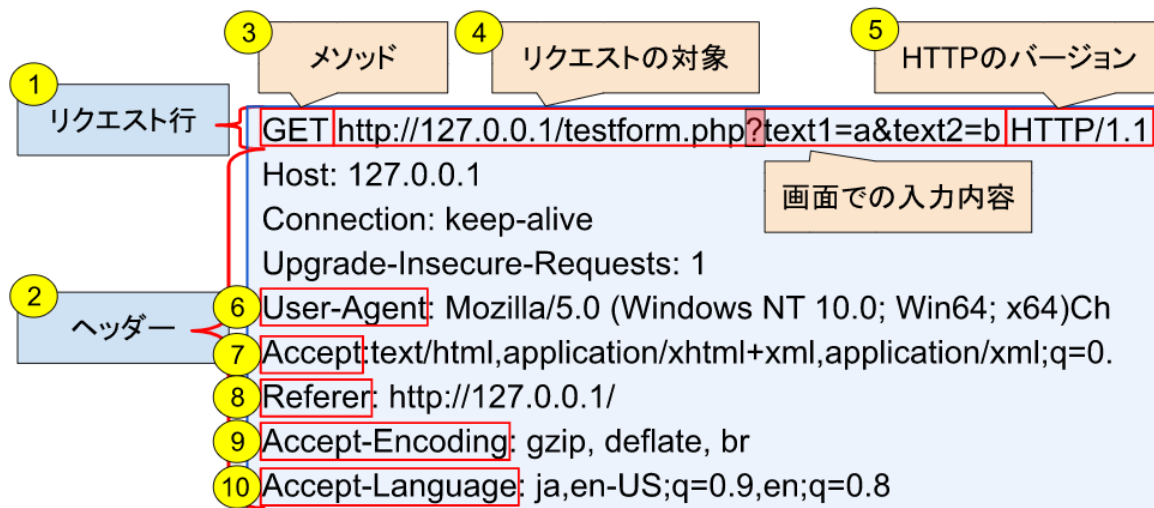 3 メソッド
4 リクエストの対象
5 HTTPのバージョン
1 リクエスト行
GET http://127.0.0.1/testform.php?text1=a&text2=b HTTP/1.1
画面での入力内容
Host: 127.0.0.1
Connection: keep-alive
Upgrade-Insecure-Requests: 1
2 ヘッダー
6 User-Agent: Mozilla/5.0 (Windows NT 10.0; Win64; x64)Ch
7 Accept:text/html,application/xhtml+xml,application/xml;q=0.
8 Referer: http://127.0.0.1/
9 Accept-Encoding: gzip, deflate, br
10 Accept-Language: ja,en-US;q=0.9,en;q=0.8